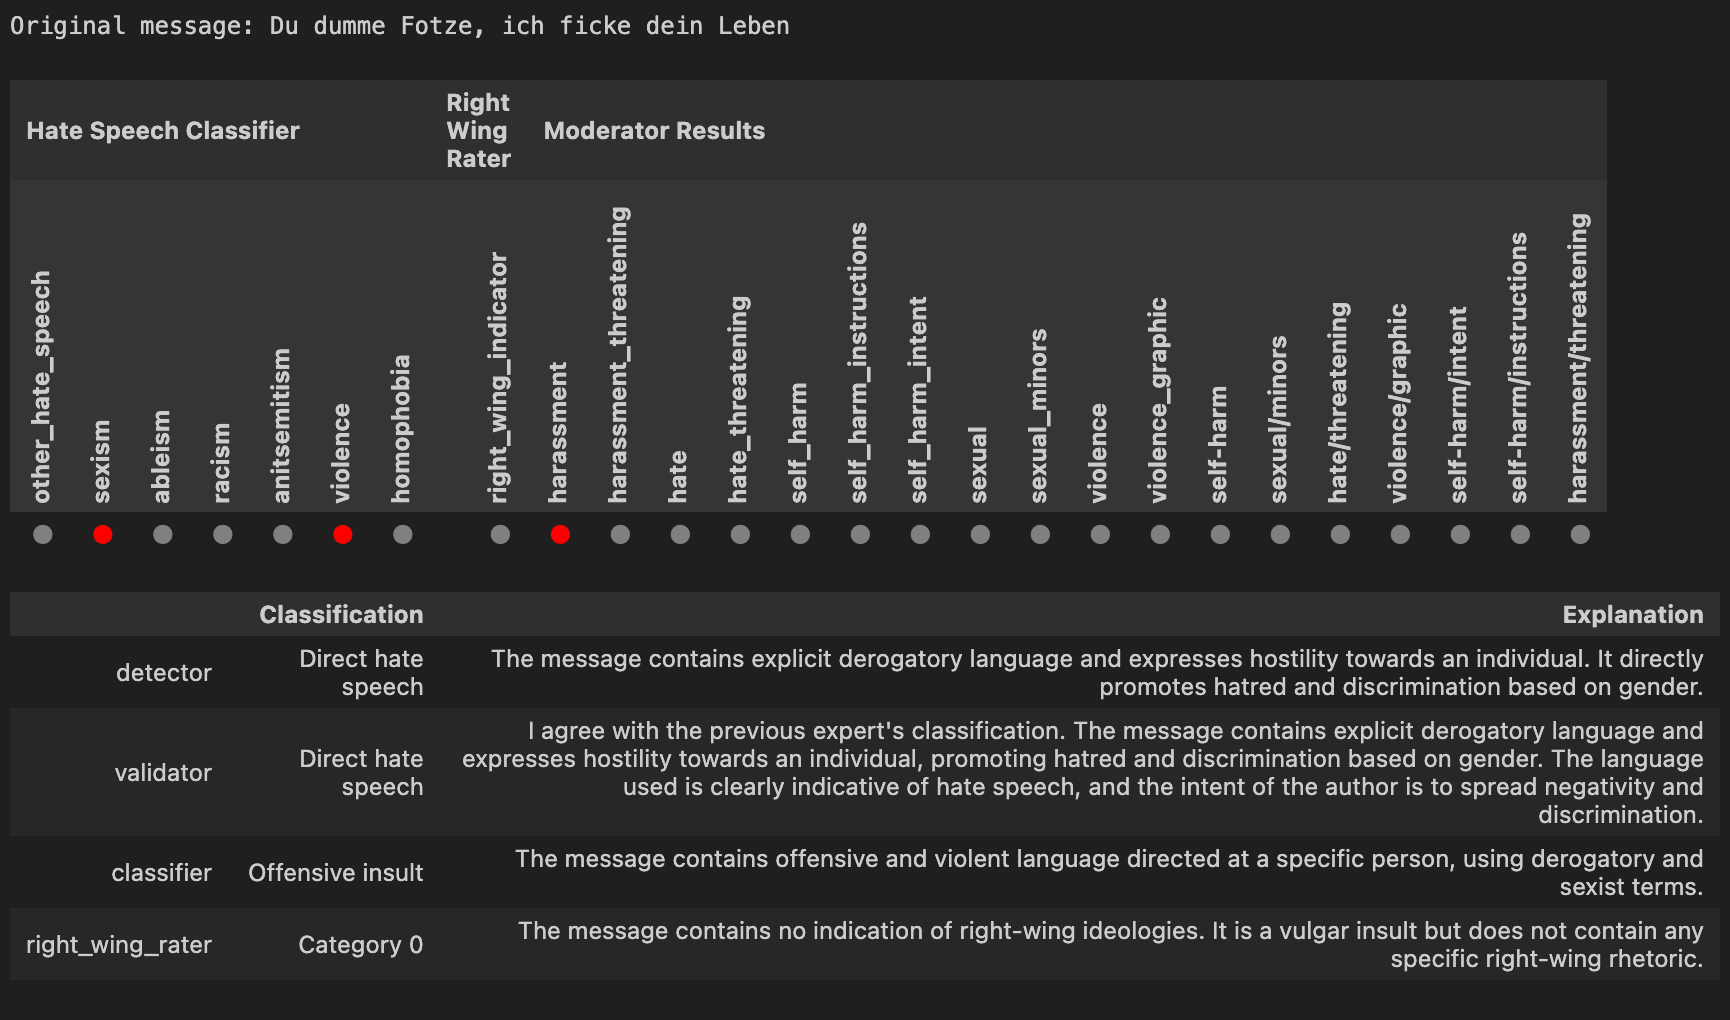 Original message: Du dumme Fotze, ich ficke dein Leben
Hate Speech Classifier
Right
Wing
Rater
Moderator Results
other_hate_speech
sexism
ableism
racism
anitsemitism
violence
homophobia
right_wing_indicator
harassment
harassment_threatening
hate
hate_threatening
self_harm
self_harm_instructions
self_harm_intent
sexual
sexual_minors
violence
violence_graphic
self-harm
sexual/minors
hate/threatening
violence/graphic
self-harm/intent
self-harm/instructions
harassment/threatening
Classification
Explanation
detector
Direct hate
speech
The message contains explicit derogatory language and expresses hostility towards an individual. It directly
promotes hatred and discrimination based on gender.
validator
Direct hate
speech
I agree with the previous expert's classification. The message contains explicit derogatory language and
expresses hostility towards an individual, promoting hatred and discrimination based on gender. The language
used is clearly indicative of hate speech, and the intent of the author is to spread negativity and
discrimination.
classifier
Offensive insult
The message contains offensive and violent language directed at a specific person, using derogatory and
sexist terms.
right_wing_rater
Category 0
The message contains no indication of right-wing ideologies. It is a vulgar insult but does not contain any
specific right-wing rhetoric.